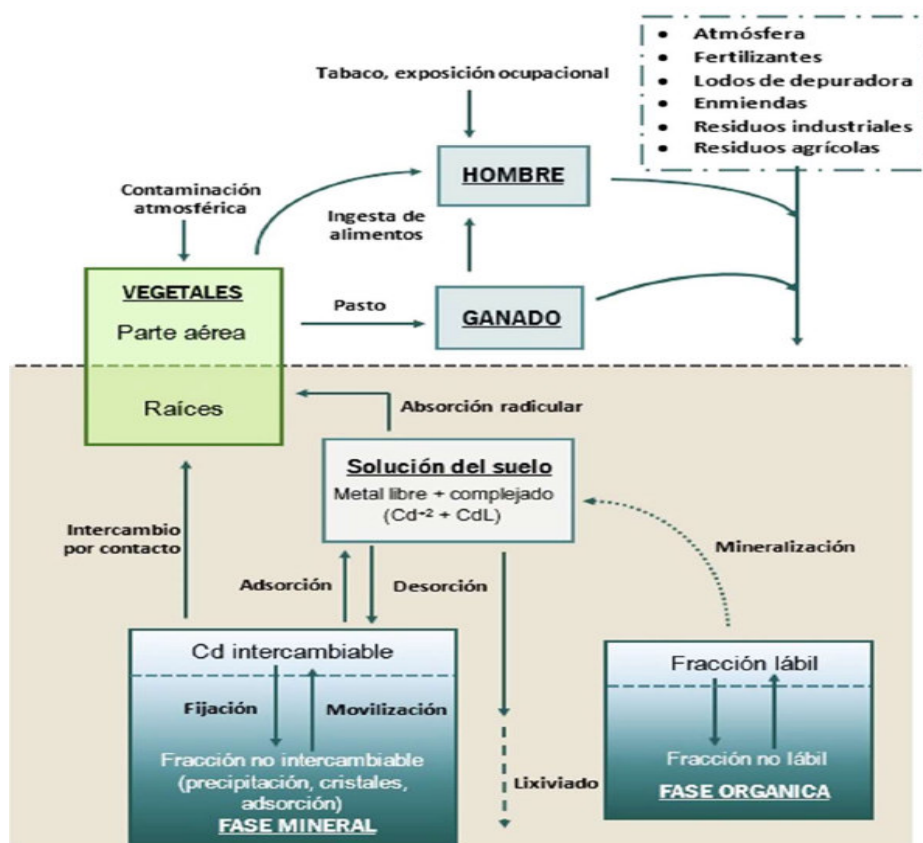 • Atmósfera
• Fertilizantes
• Lodos de depuradora
• Enmiendas
• Residuos industriales
• Residuos agrícolas
Tabaco, exposición ocupacional
HOMBRE
Contaminación
atmosférica
Ingesta de
alimentos
VEGETALES
Parte aérea
Pasto
GANADO
Raíces
Absorción radicular
Solución del suelo
Metal libre + complejado
(Cd+2 + CdL)
Intercambio
por contacto
Mineralización
Adsorción
Desorción
Cd intercambiable
Fijación
Movilización
Fracción no intercambiable
(precipitación, cristales,
adsorción)
FASE MINERAL
Lixiviado
Fracción lábil
Fracción no lábil
FASE ORGANICA